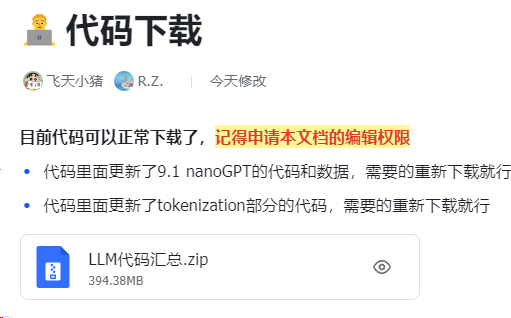 代码下载
飞天小猪 R.Z. 今天修改
目前代码可以正常下载了，记得申请本文档的编辑权限
代码里面更新了9.1 nanoGPT的代码和数据，需要的重新下载就行
代码里面更新了tokenization部分的代码，需要的重新下载就行
LLM代码汇总.zip
394.38MB